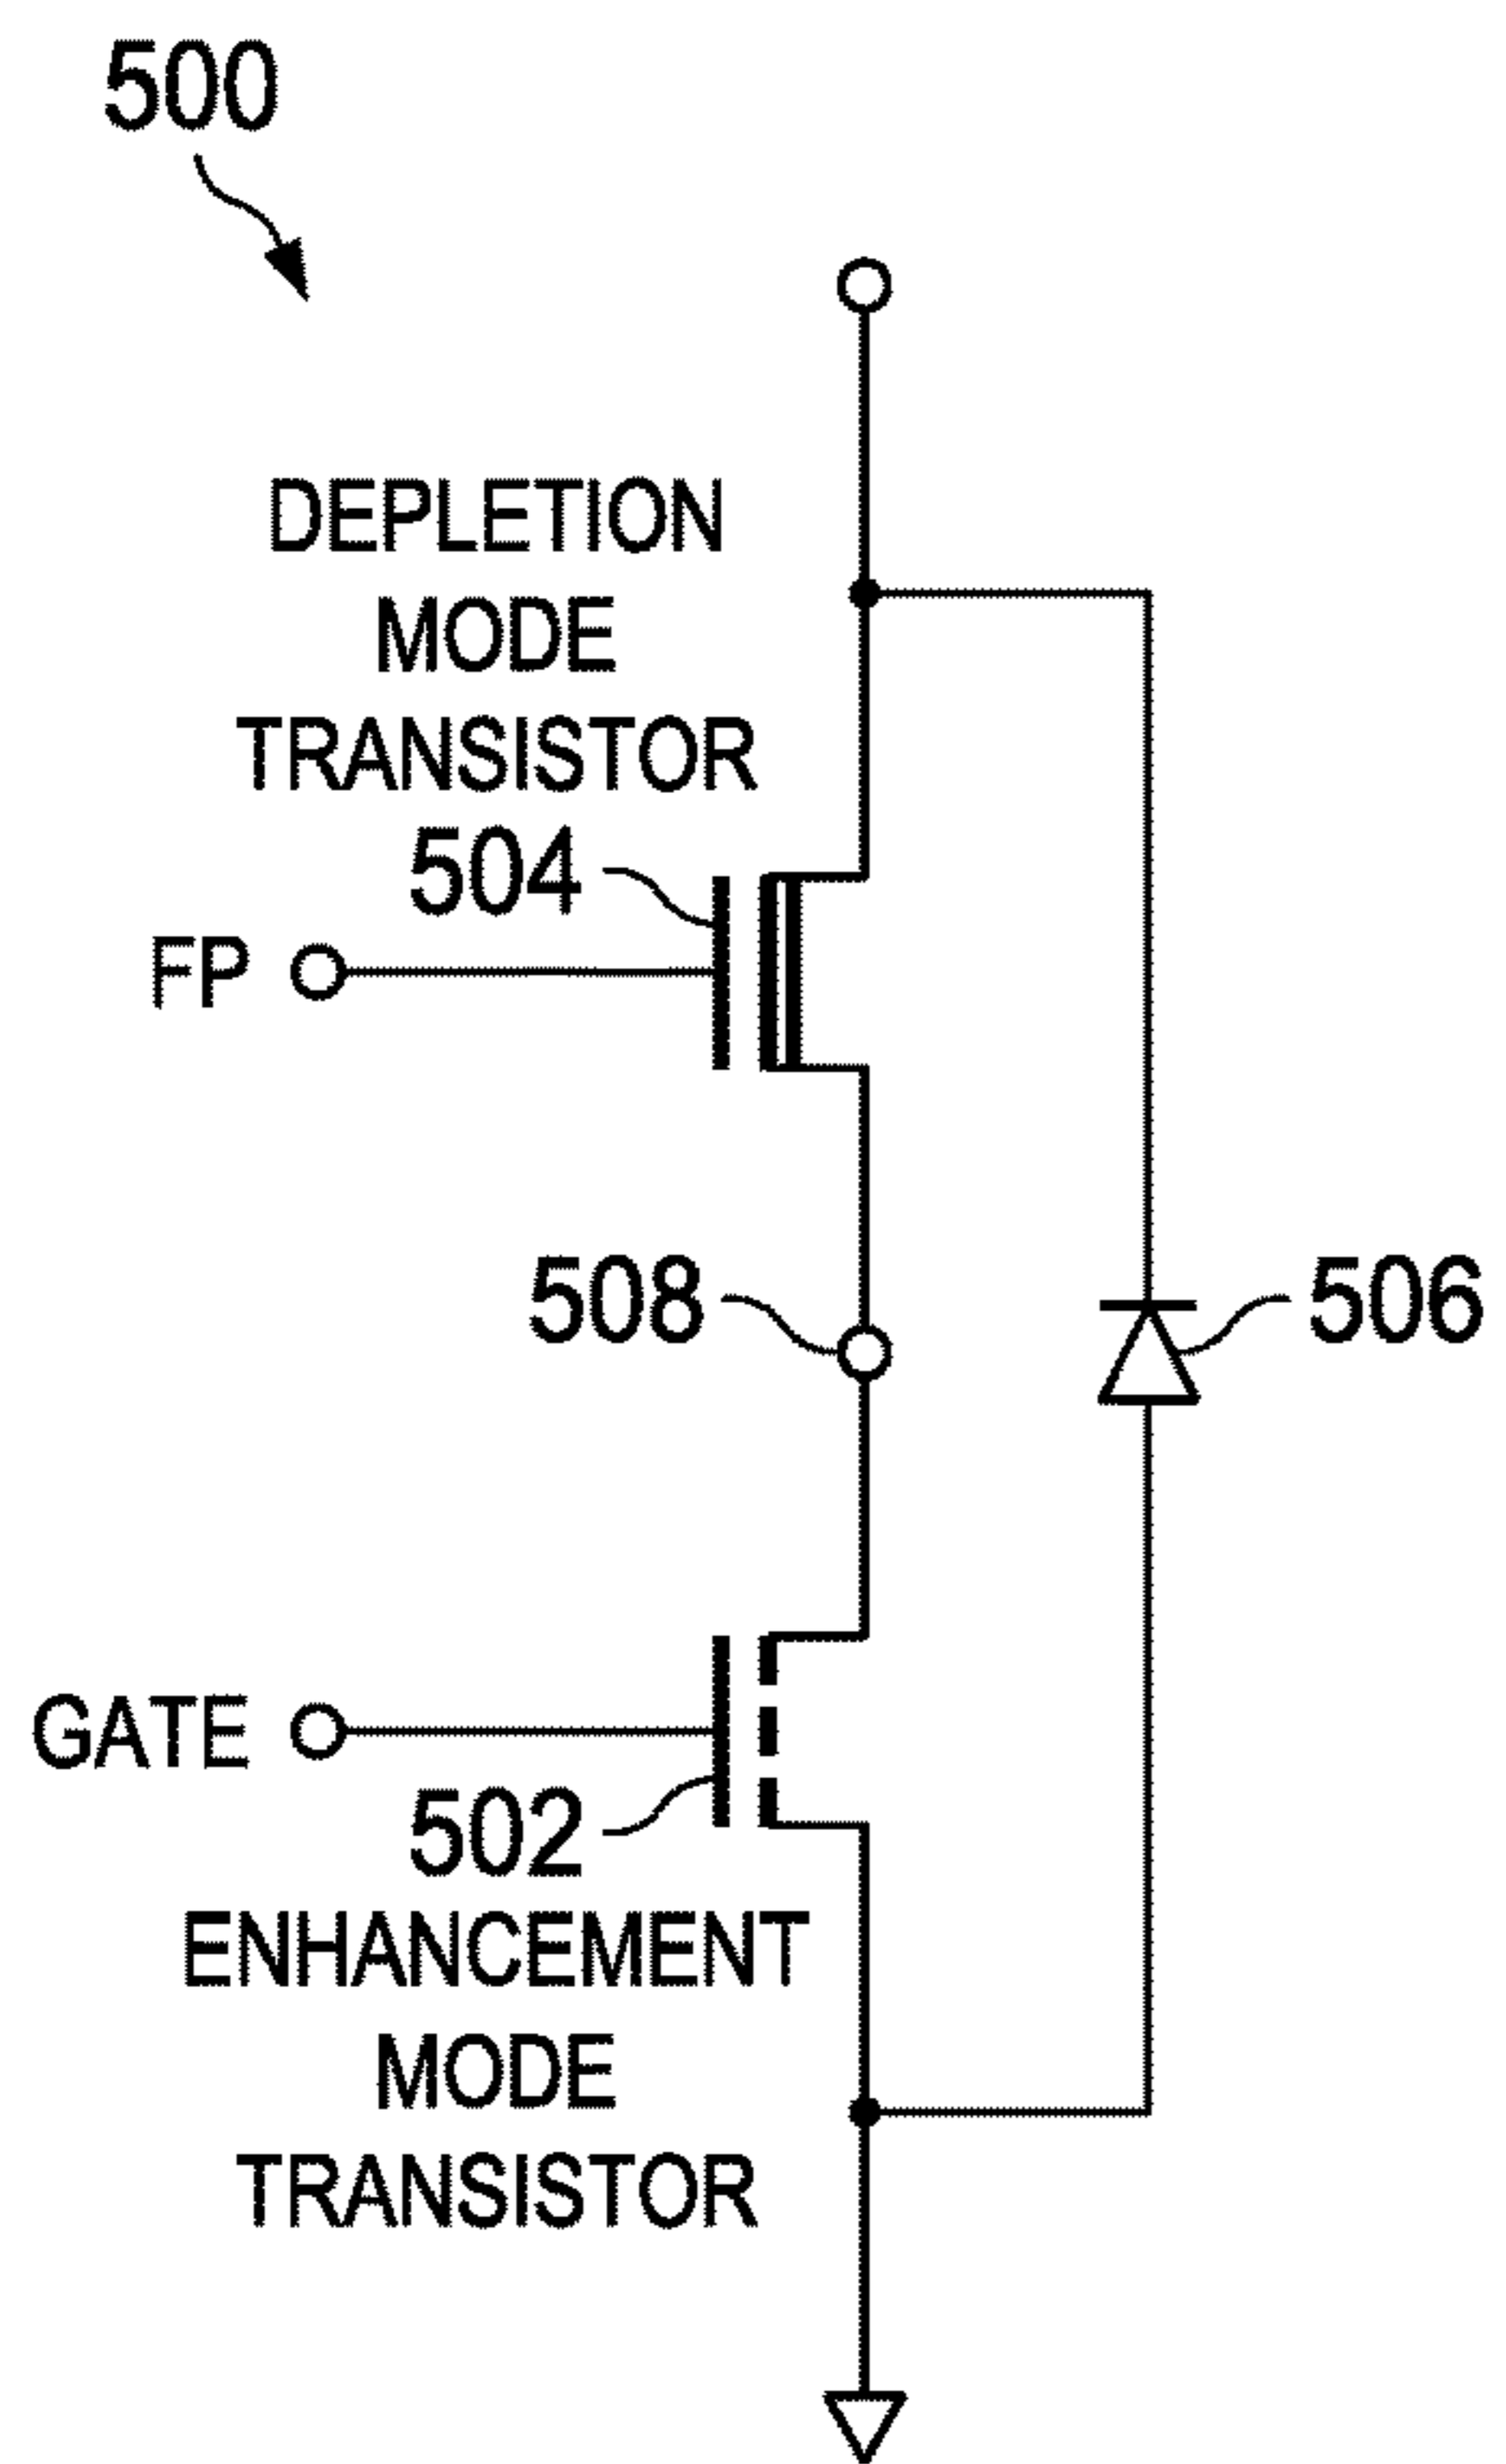 500
DEPLETION
MODE
TRANSISTOR
504
FP
508
506
GATE
502
ENHANCEMENT
MODE
TRANSISTOR